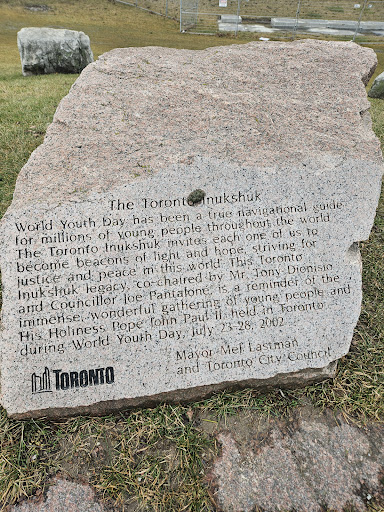 The Toronto Inukshuk
World Youth Day has been a true navigational guide
for millions of young people throughout the world.
The Toronto Inukshuk invites each one of us to
become beacons of light and hope, striving for
justice and peace in this world. This Toronto
Inukshuk legacy, co-chaired by Mr. Tony Dionisio
and Councillor Joe Pantalone, is a reminder of the
immense, wonderful gathering of young people and
His Holiness Pope John Paul II, held in Toronto
during World Youth Day, July 23-28, 2002.
Mayor Mel Lastman
and Toronto City Council
TORONTO